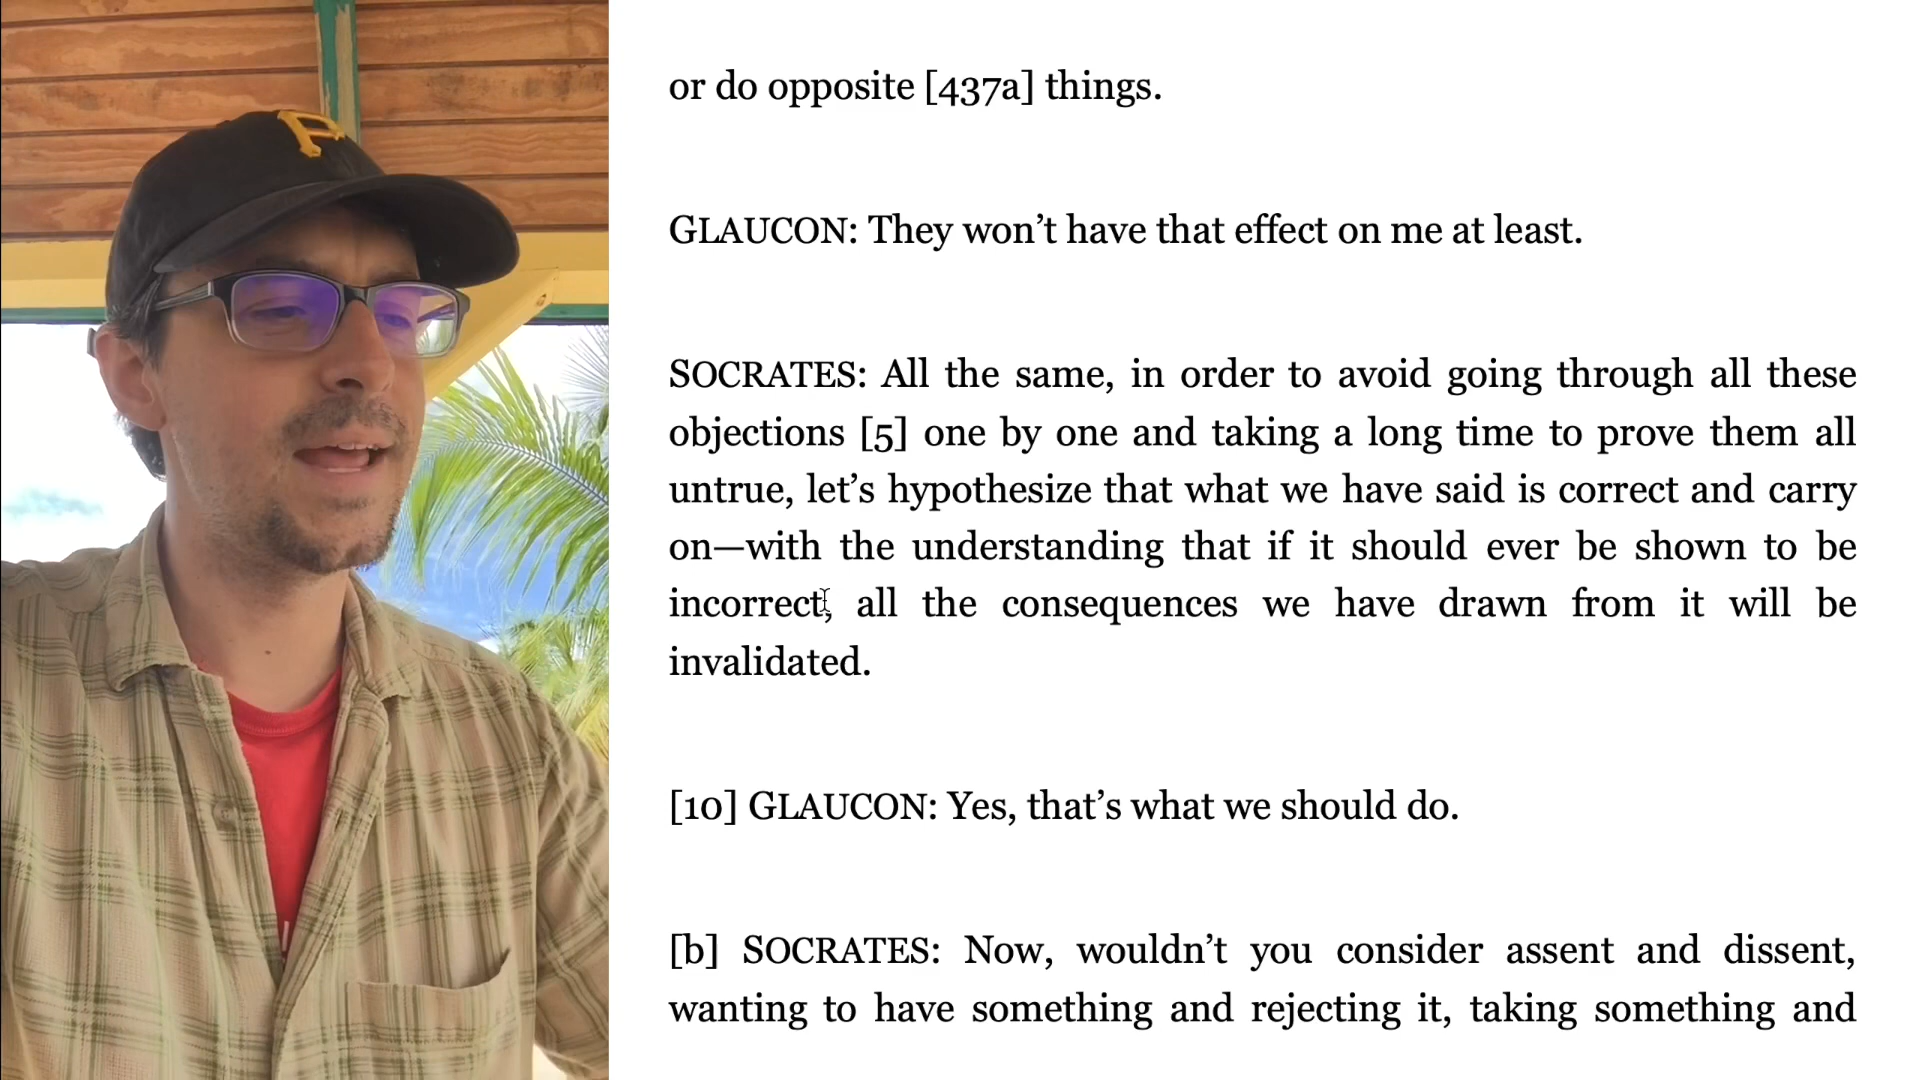 P
or do opposite [437a] things.
GLAUCON: They won’t have that effect on me at least.
SOCRATES: All the same, in order to avoid going through all these
objections [5] one by one and taking a long time to prove them all
untrue, let’s hypothesize that what we have said is correct and carry
on—with the understanding that if it should ever be shown to be
incorrect, all the consequences we have drawn from it will be
invalidated.
[10] GLAUCON: Yes, that’s what we should do.
[b] SOCRATES: Now, wouldn’t you consider assent and dissent,
wanting to have something and rejecting it, taking something and